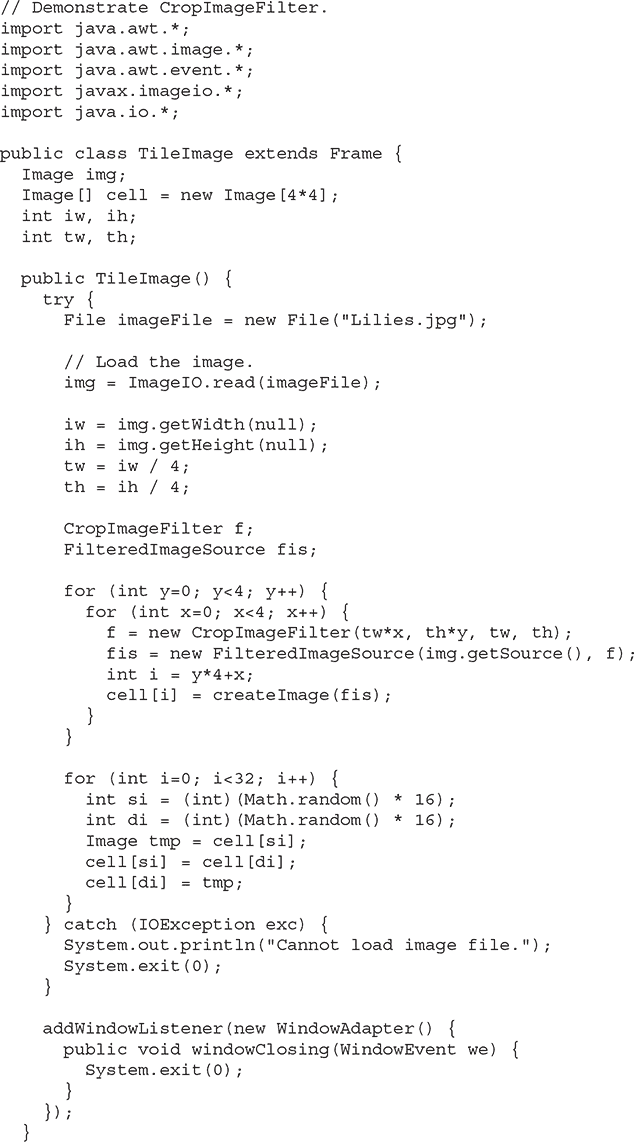 // Demonstrate CropImageFilter.
import java.awt.*;
import java.awt.image.*;
import java.awt.event.*;
import javax.imageio.*;
import java.io.*;

public class TileImage extends Frame {
  Image img;
  Image[] cell = new Image[4*4];
  int iw, ih;
  int tw, th;

  public TileImage() {
    try {
      File imageFile = new File("Lilies.jpg");

      // Load the image.
      img = ImageIO.read(imageFile);

      iw = img.getWidth(null);
      ih = img.getHeight(null);
      tw = iw / 4;
      th = ih / 4;

      CropImageFilter f;
      FilteredImageSource fis;

      for (int y=0; y<4; y++) {
        for (int x=0; x<4; x++) {
          f = new CropImageFilter(tw*x, th*y, tw, th);
          fis = new FilteredImageSource(img.getSource(), f);
          int i = y*4+x;
          cell[i] = createImage(fis);
        }
      }

      for (int i=0; i<32; i++) {
        int si = (int)(Math.random() * 16);
        int di = (int)(Math.random() * 16);
        Image tmp = cell[si];
        cell[si] = cell[di];
        cell[di] = tmp;
      }
    } catch (IOException exc) {
      System.out.println("Cannot load image file.");
      System.exit(0);
    }

    addWindowListener(new WindowAdapter() {
      public void windowClosing(WindowEvent we) {
        System.exit(0);
      }
    });
  }